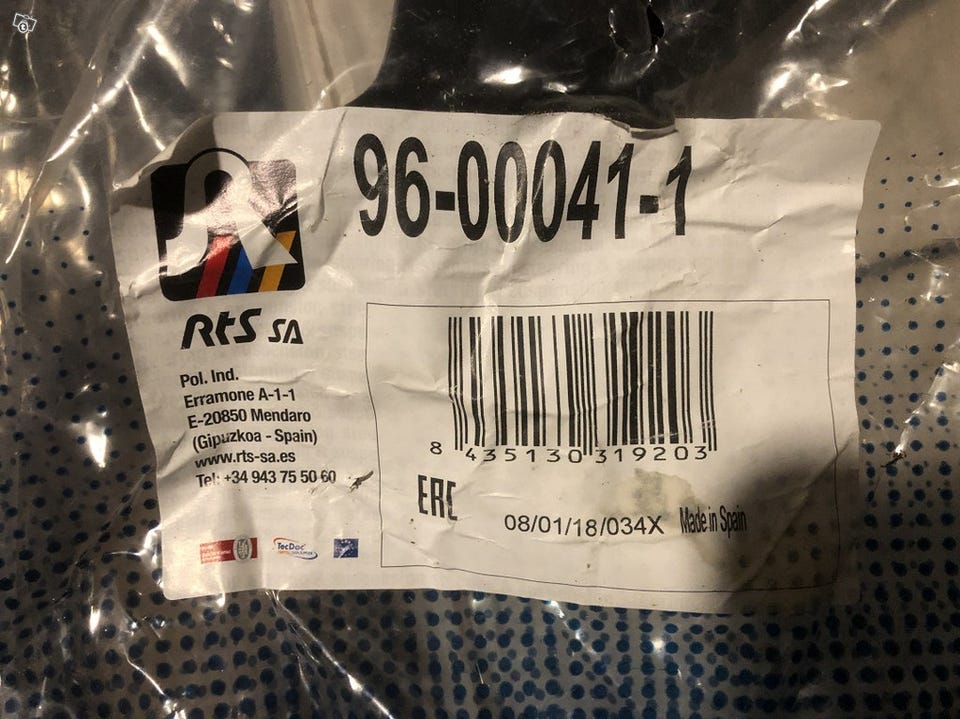 96-00041-1
RtS SA
Pol. Ind.
Erramone A-1-1
E-20850 Mendaro
(Gipuzkoa - Spain)
www.rts-sa.es
Tel: +34 943 75 50 60
8 435130 319203
EAC
08/01/18/034X Made in Spain
TecDoc